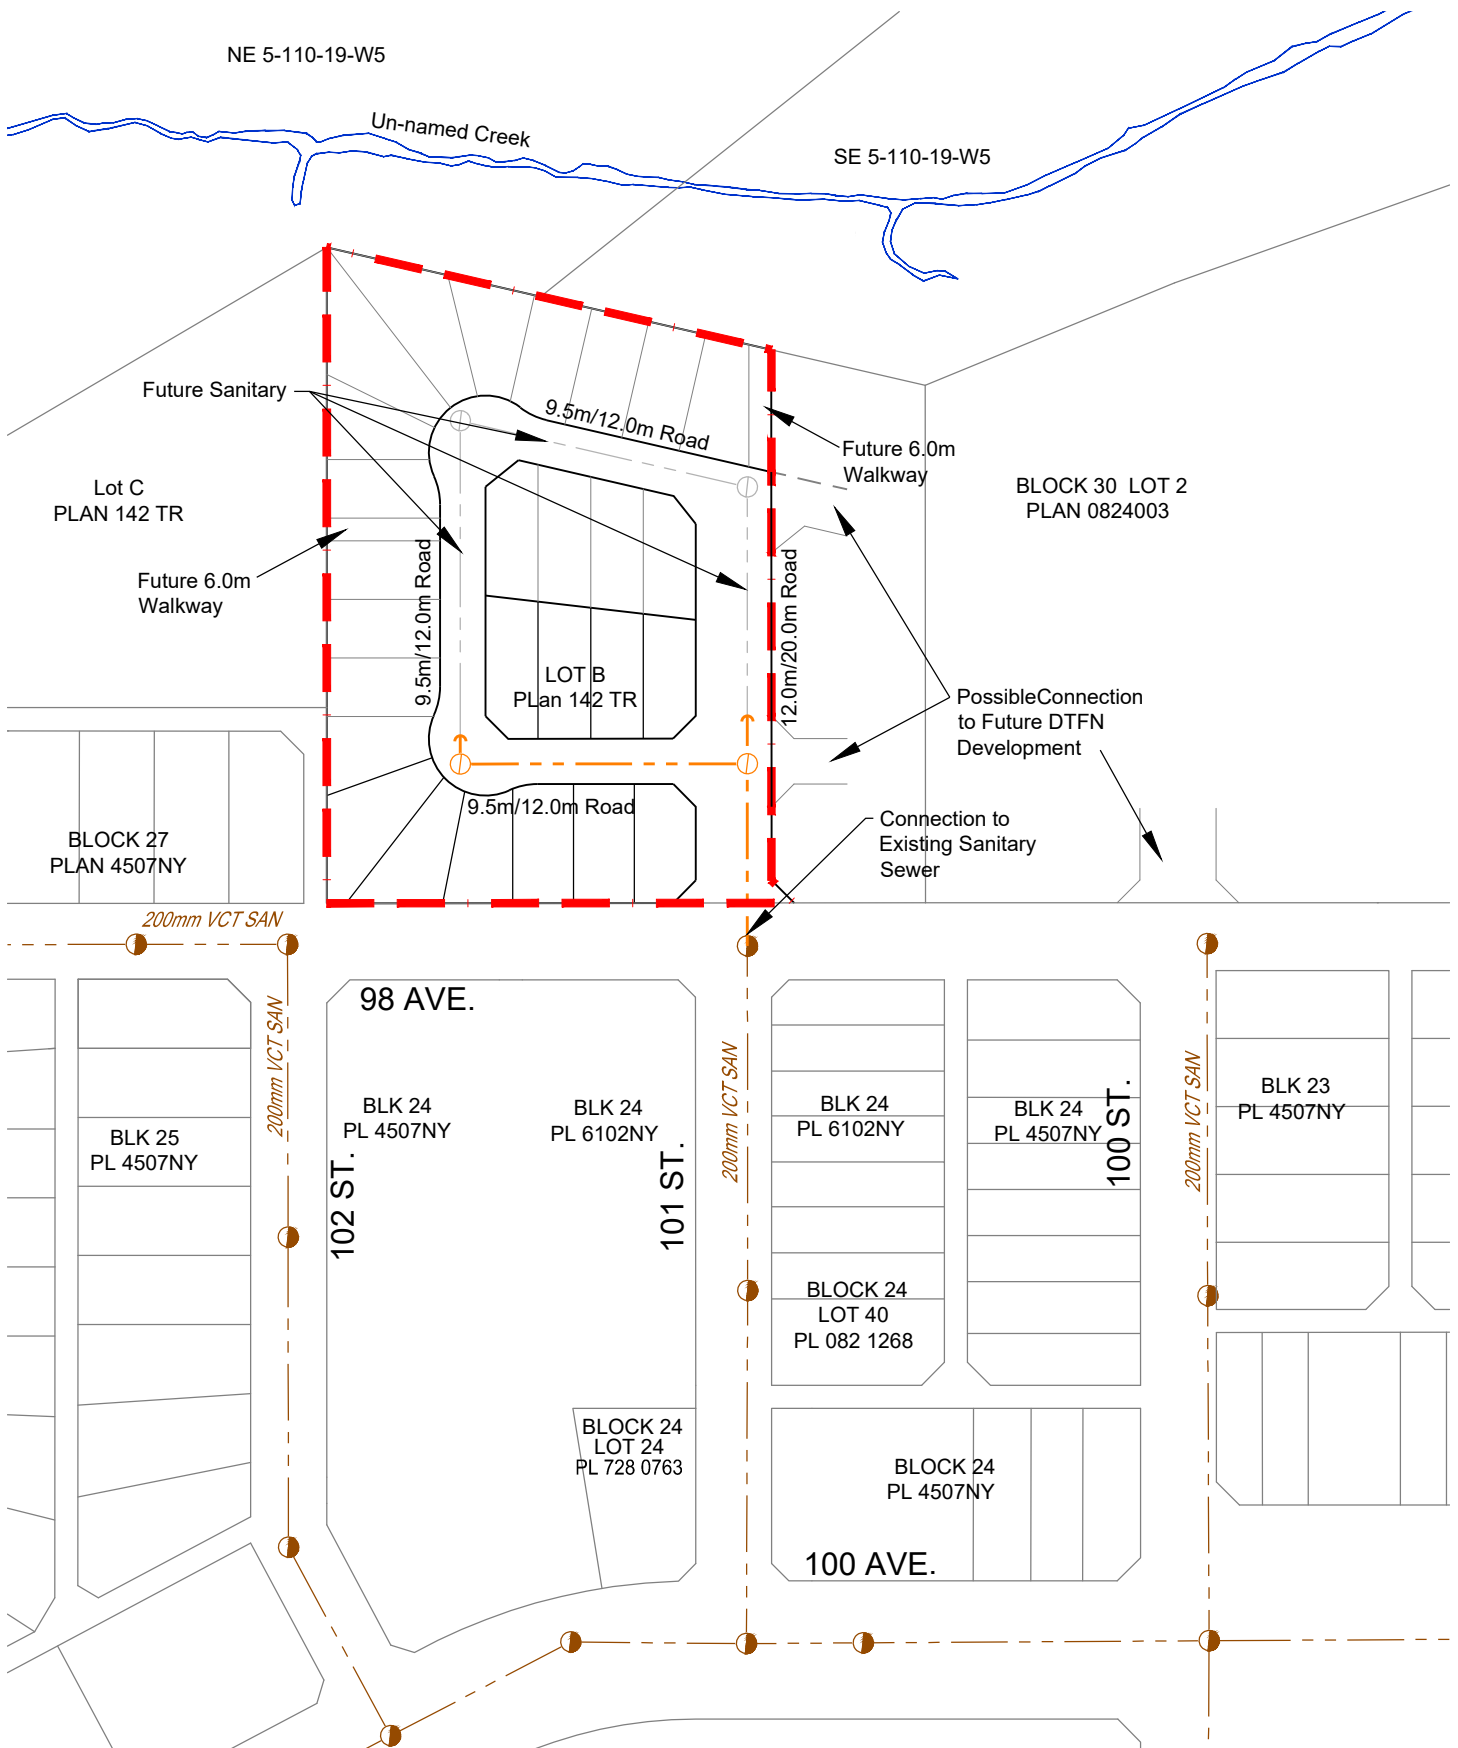 NE 5-110-19-W5
Un-named Creek
SE 5-110-19-W5
Future Sanitary
9.5m/12.0m Road
Future 6.0m
Walkway
Lot C
PLAN 142 TR
BLOCK 30 LOT 2
PLAN 0824003
Future 6.0m
Walkway
9.5m/12.0m Road
12.0m/20.0m Road
LOT B
PLan 142 TR
PossibleConnection
to Future DTFN
Development
9.5m/12.0m Road
Connection to
Existing Sanitary
Sewer
BLOCK 27
PLAN 4507NY
200mm VCT SAN
98 AVE.
200mm VCT SAN
200mm VCT SAN
200mm VCT SAN
BLK 25
PL 4507NY
BLK 24
PL 4507NY
BLK 24
PL 6102NY
BLK 24
PL 6102NY
BLK 24
PL 4507NY
BLK 23
PL 4507NY
102 ST.
101 ST.
100 ST.
BLOCK 24
LOT 40
PL 082 1268
BLOCK 24
LOT 24
PL 728 0763
BLOCK 24
PL 4507NY
100 AVE.